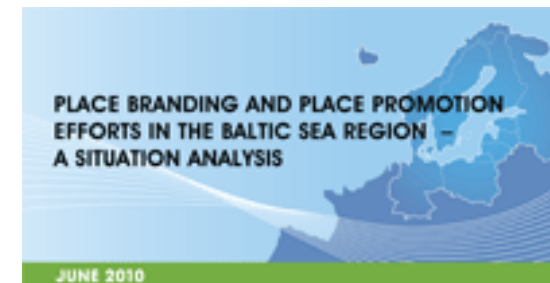 PLACE BRANDING AND PLACE PROMOTION
EFFORTS IN THE BALTIC SEA REGION –
A SITUATION ANALYSIS
JUNE 2010